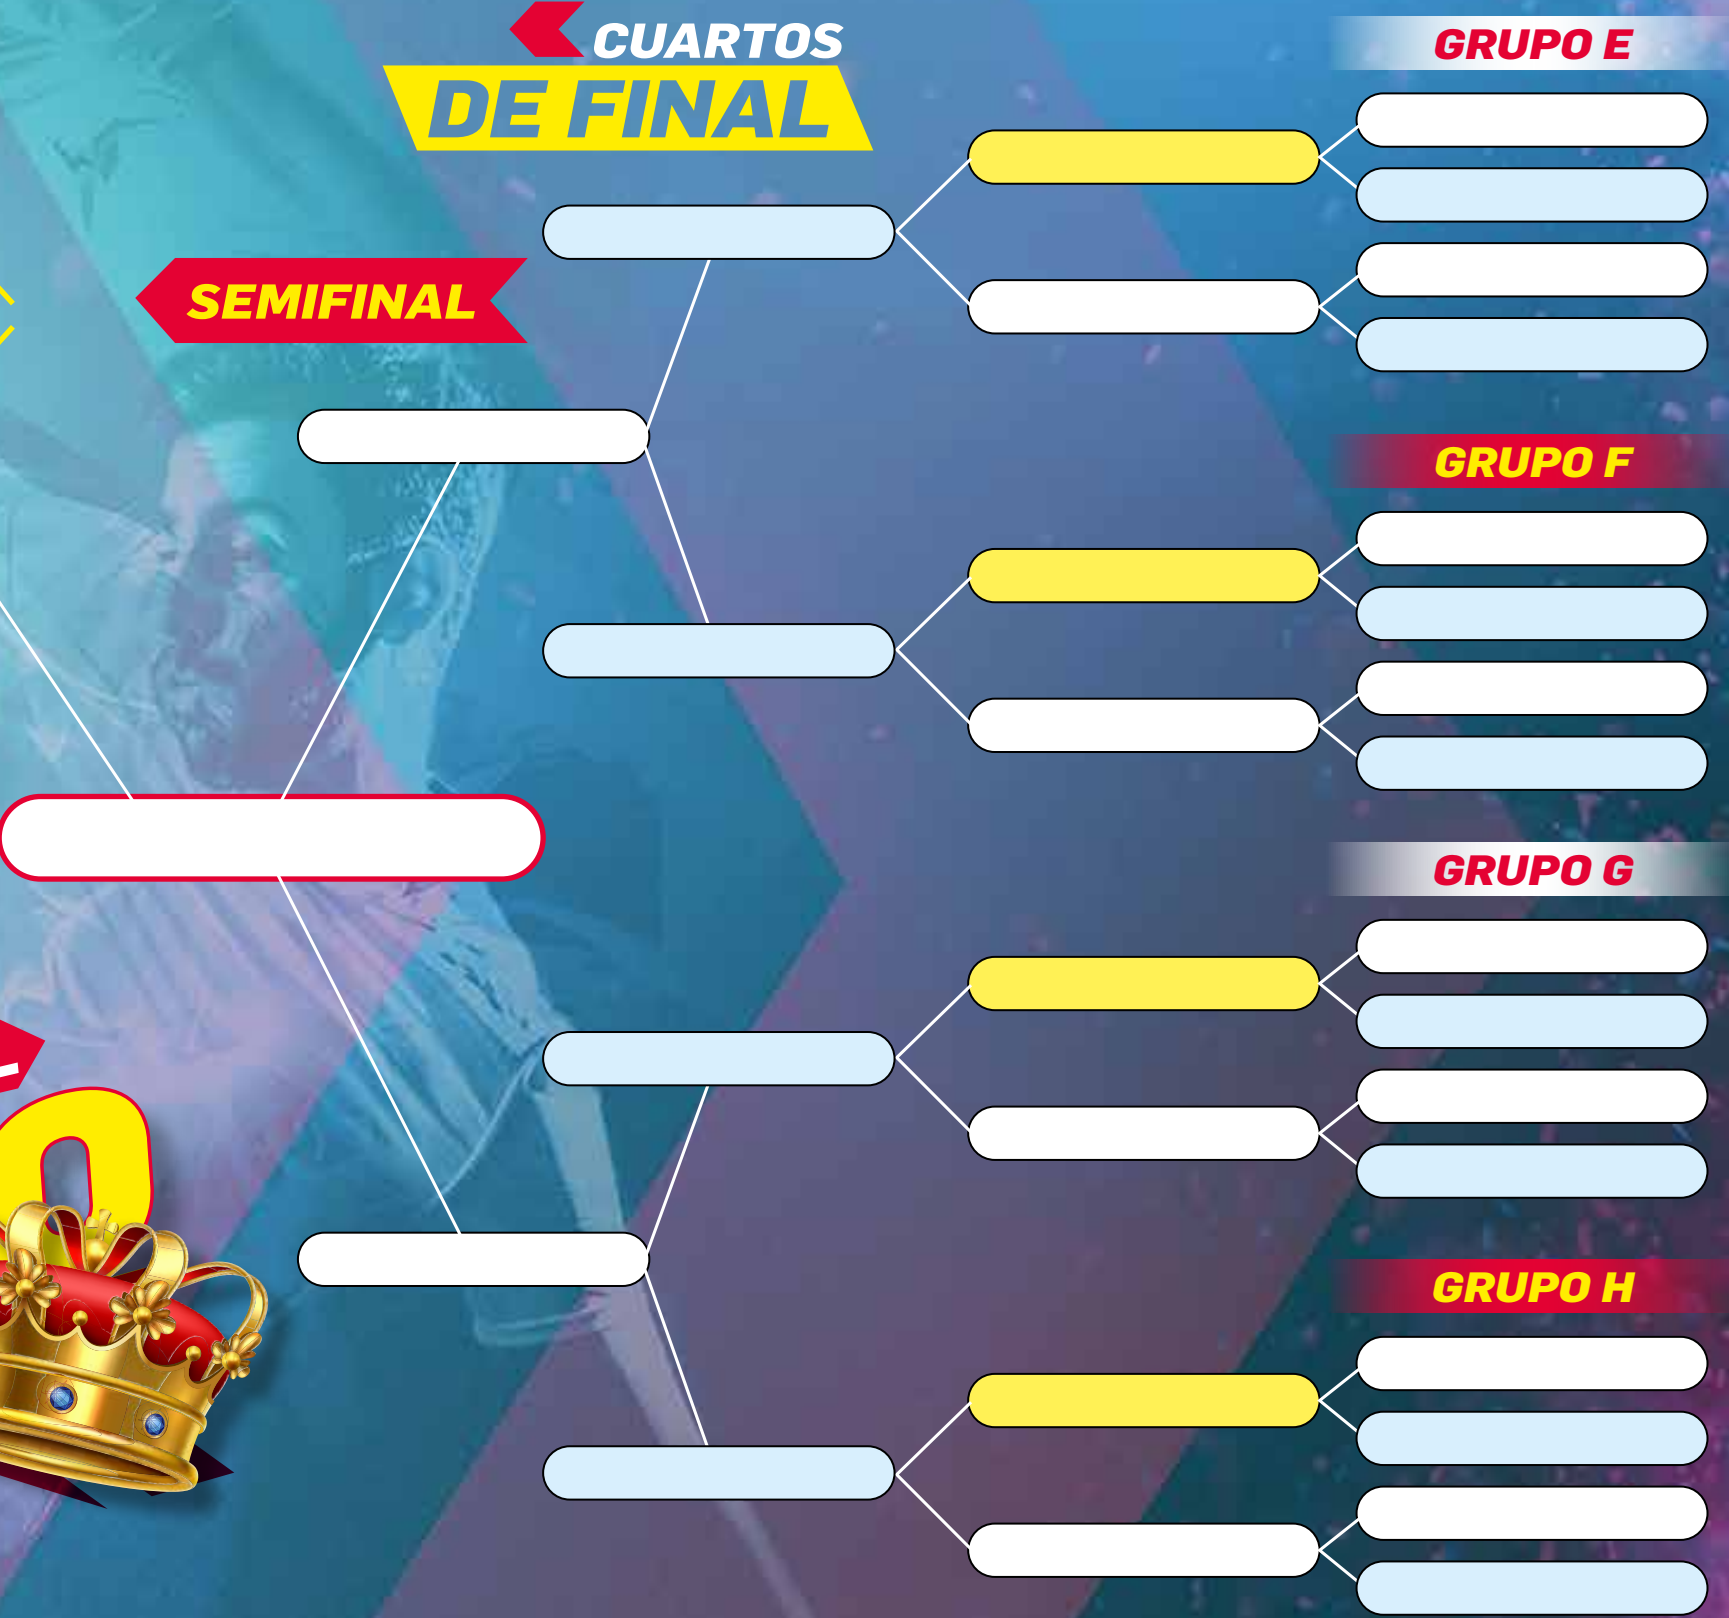 CUARTOS
DE FINAL
SEMIFINAL
GRUPO E
GRUPO F
GRUPO G
GRUPO H